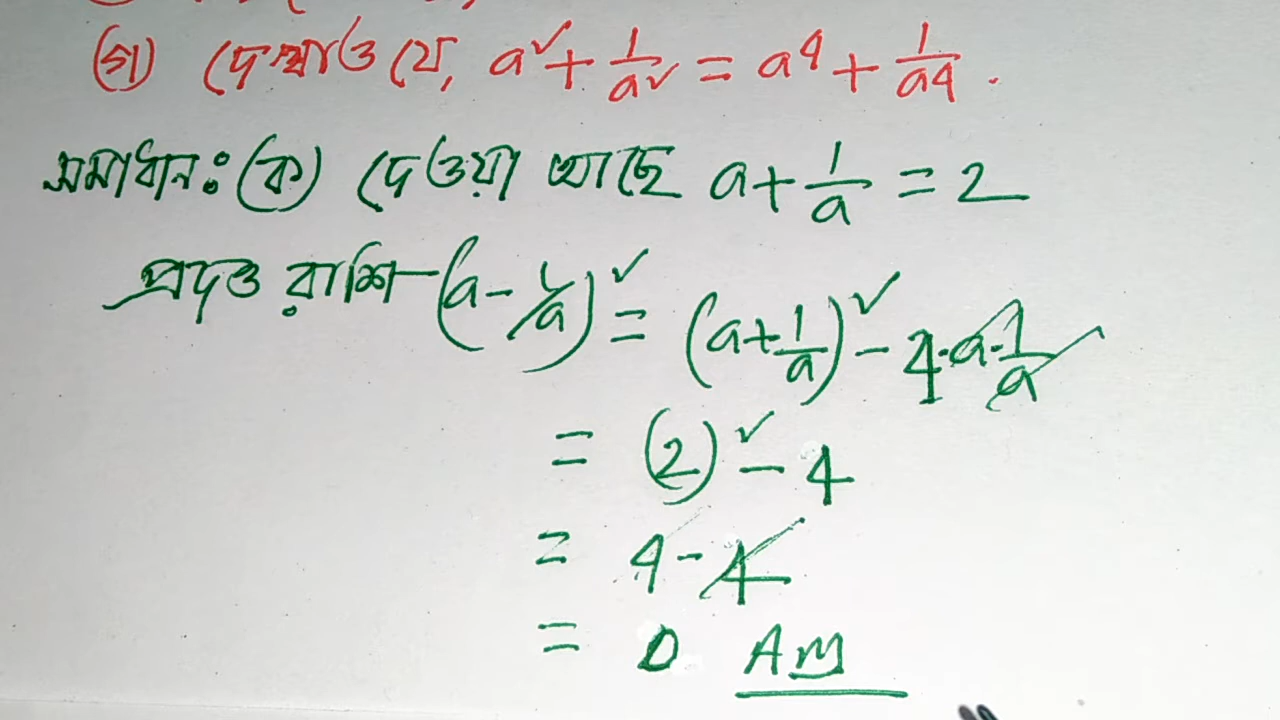 (গ) দেখাও যে, a² + 1/a² = a⁴ + 1/a⁴.
সমাধান: (ক) দেওয়া আছে a + 1/a = 2
প্রদত্ত রাশি - (a - 1/a)² = (a + 1/a)² - 4·a·1/a
= (2)² - 4
= 4 - 4
= 0 Ans